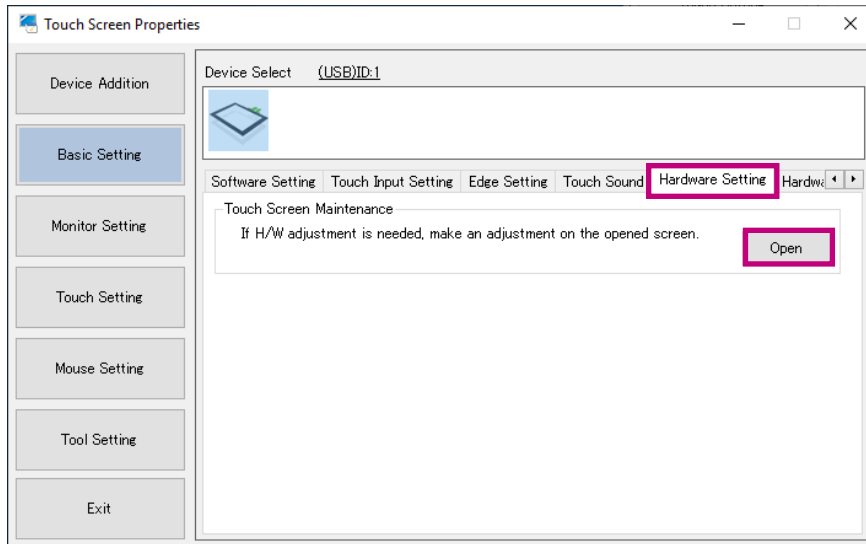 Touch Screen Properties
Device Addition
Basic Setting
Monitor Setting
Touch Setting
Mouse Setting
Tool Setting
Exit
Device Select (USB)ID:1
Software Setting Touch Input Setting Edge Setting Touch Sound Hardware Setting
Touch Screen Maintenance
If H/W adjustment is needed, make an adjustment on the opened screen.
Open